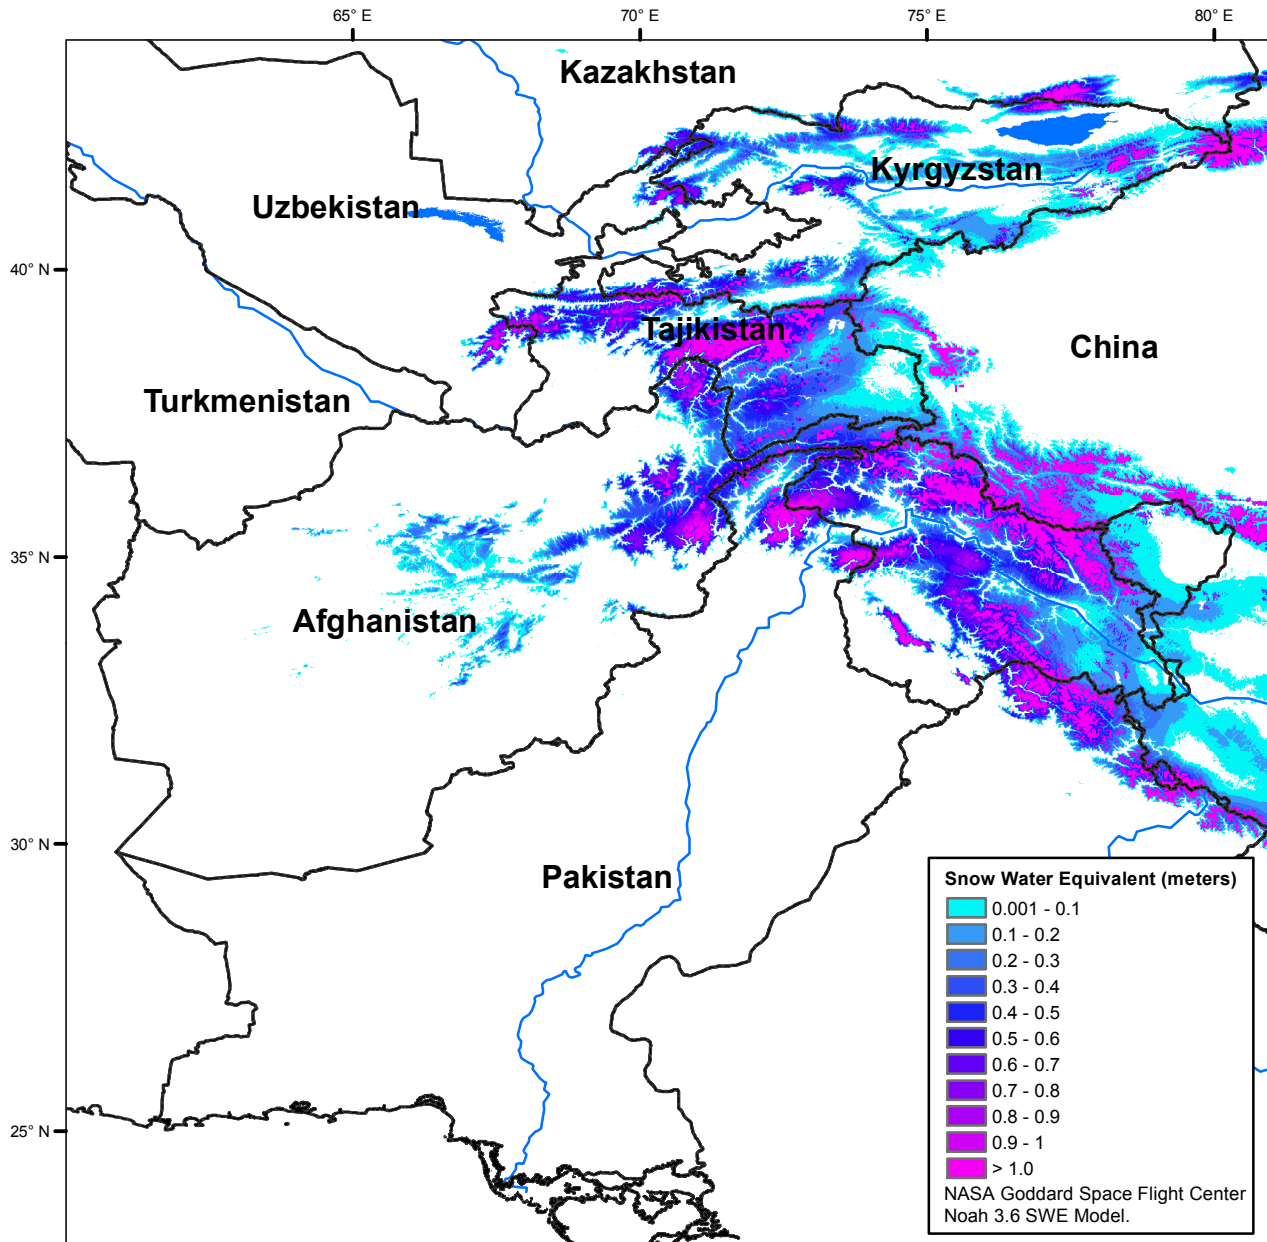 65° E
70° E
75° E
80° E
Kazakhstan
Kyrgyzstan
Uzbekistan
40° N
Tajikistan
China
Turkmenistan
35° N
Afghanistan
30° N
Pakistan
25° N
Snow Water Equivalent (meters)
0.001 - 0.1
0.1 - 0.2
0.2 - 0.3
0.3 - 0.4
0.4 - 0.5
0.5 - 0.6
0.6 - 0.7
0.7 - 0.8
0.8 - 0.9
0.9 - 1
> 1.0
NASA Goddard Space Flight Center
Noah 3.6 SWE Model.